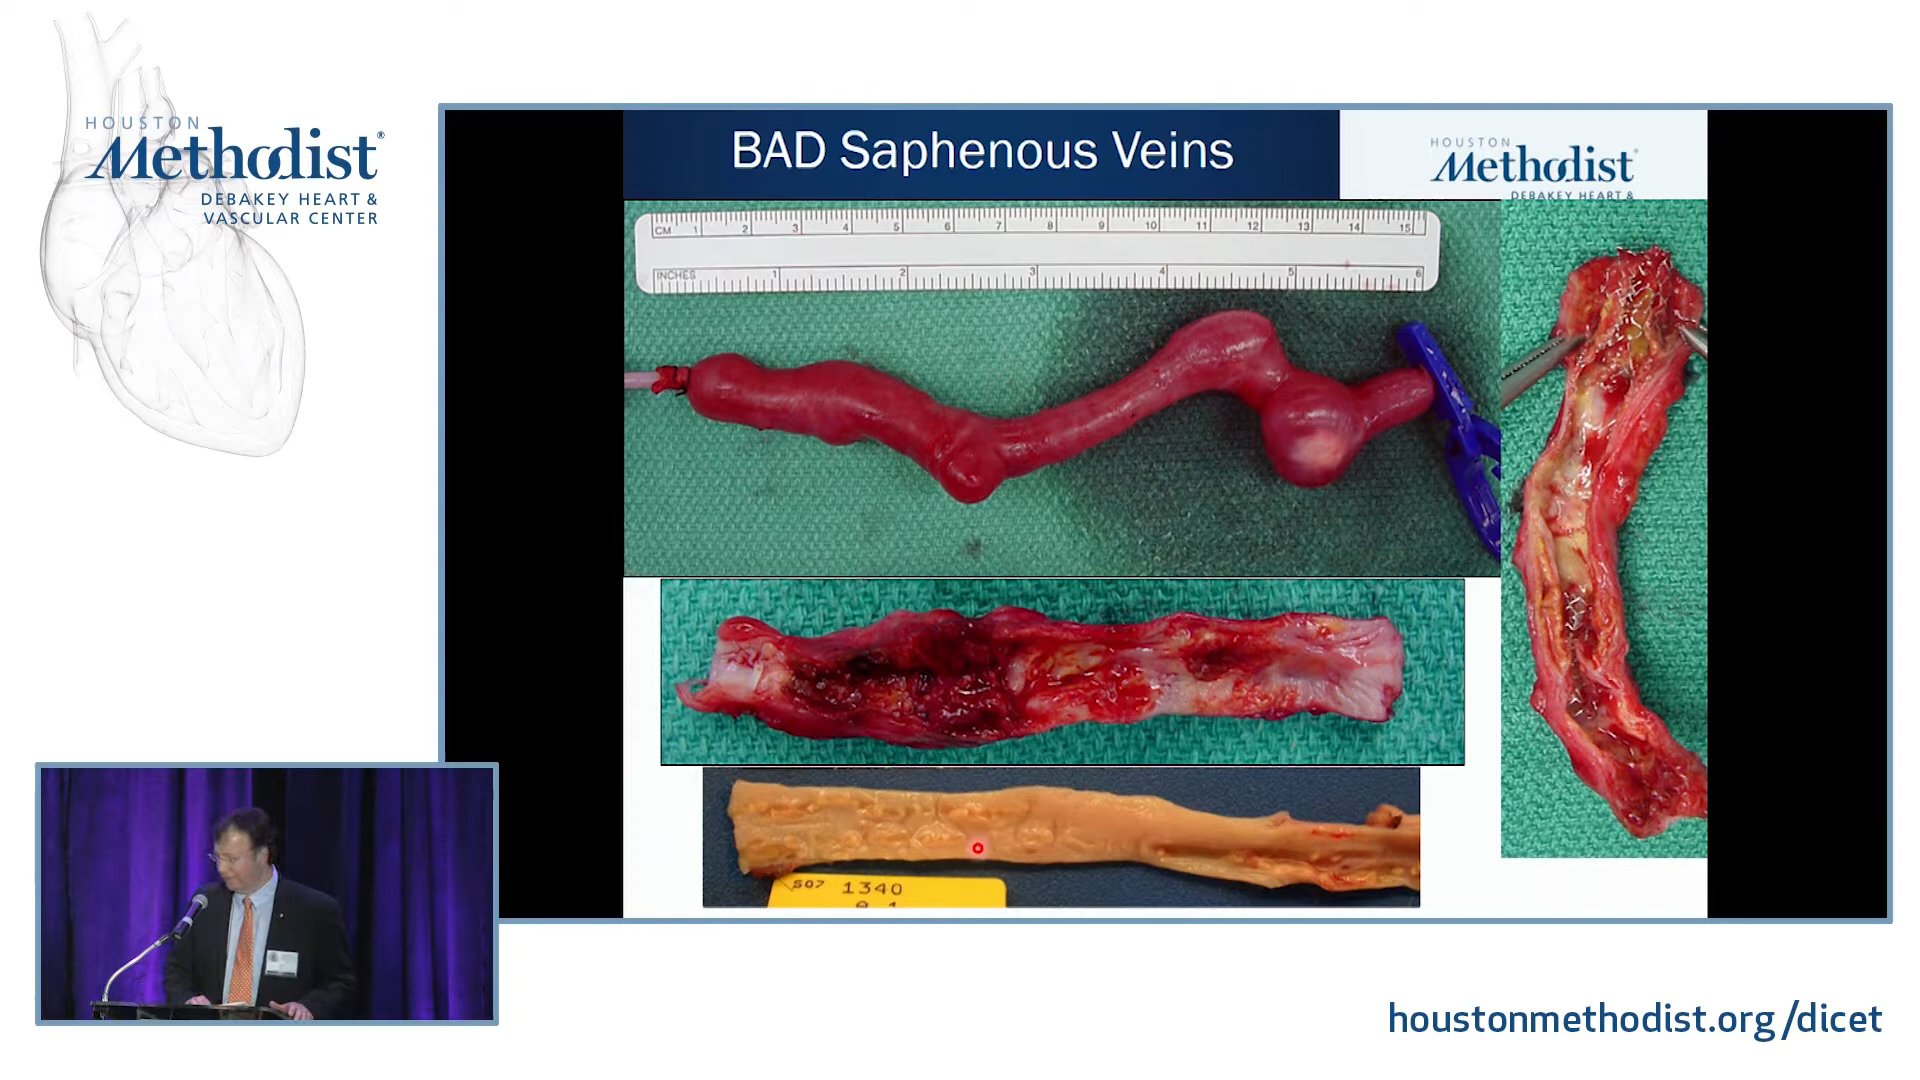 HOUSTON
Methodist®
DEBAKEY HEART &
VASCULAR CENTER
BAD Saphenous Veins
HOUSTON
Methodist®
DEBAKEY HEART &
CM 1 2 3 4 5 6 7 8 9 10 11 12 13 14 15
INCHES 1 2 3 4 5 6
S07 1340
houstonmethodist.org/dicet